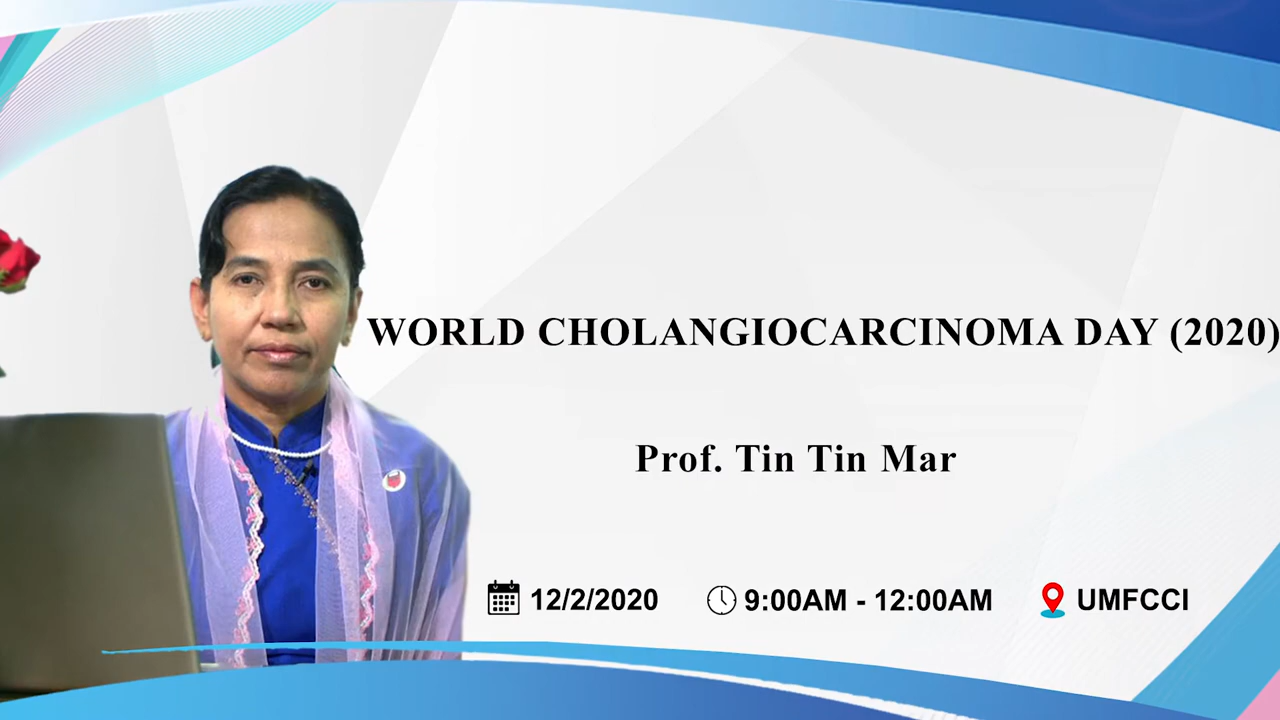 WORLD CHOLANGIOCARCINOMA DAY (2020)
Prof. Tin Tin Mar
12/2/2020 9:00AM - 12:00AM UMFCCI